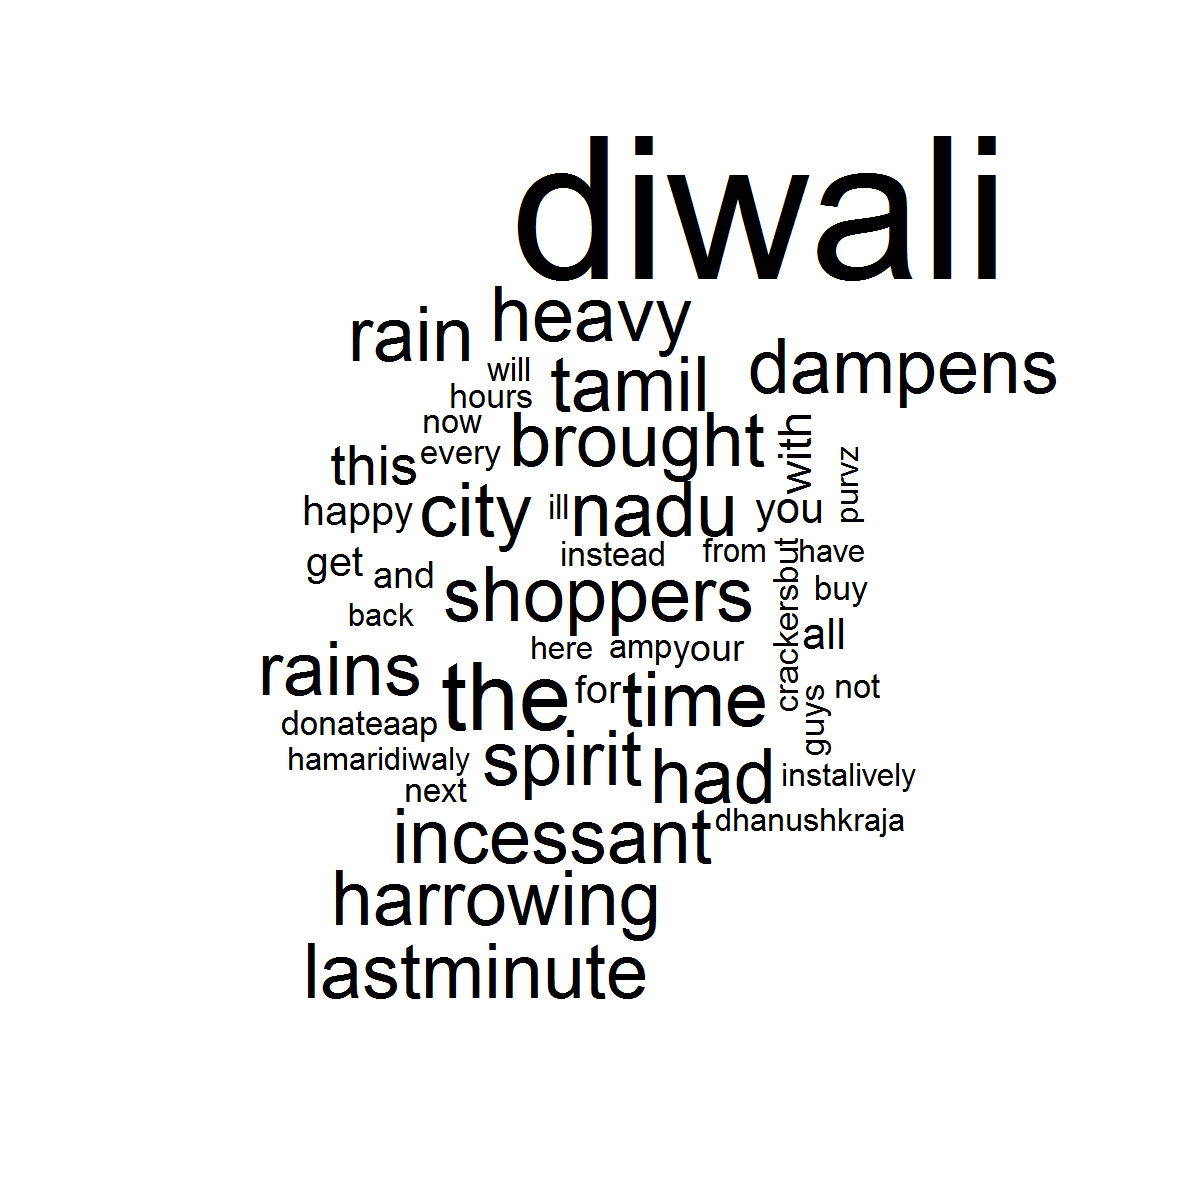 diwali
heavy
rain
dampens
will
tamil
hours
now
brought
with
every
this
purvz
happy
city
ill
nadu
you
instead
from
have
get
and
shoppers
crackersbut
buy
back
all
here
amp
your
rains
the
for
time
not
guys
donateaap
hamaridiwaly
spirit
had
instalively
next
incessant
dhanushkraja
harrowing
lastminute